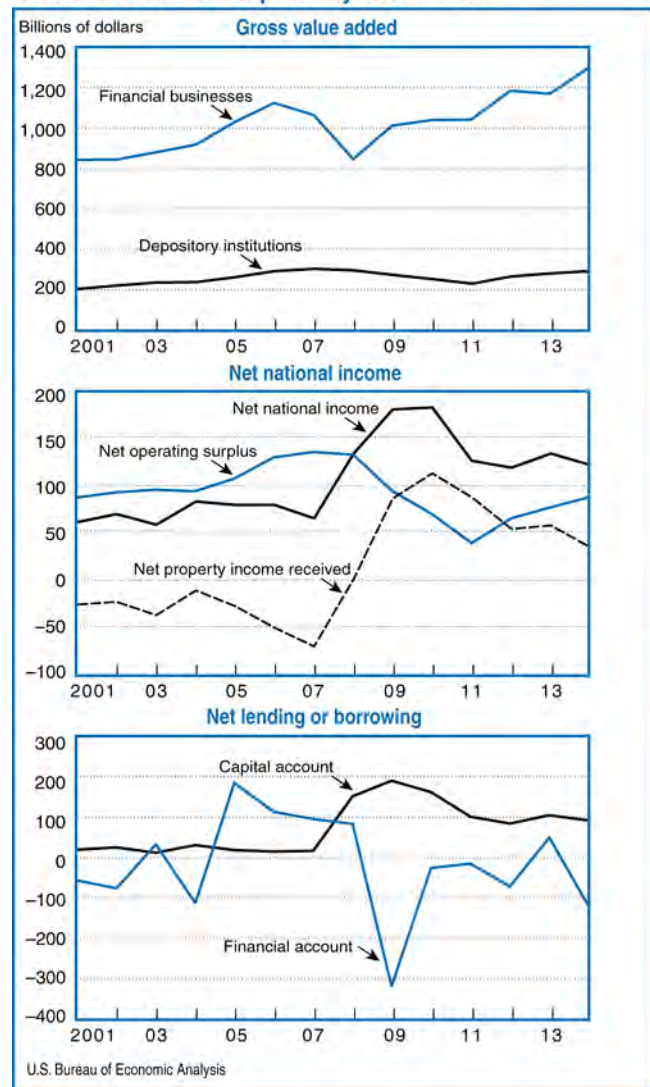 Billions of dollars
Gross value added
1,400
1,200
Financial businesses
1,000
800
600
400
Depository institutions
200
0
2001 03 05 07 09 11 13
Net national income
200
Net national income
150
Net operating surplus
100
50
0
Net property income received
–50
–100
2001 03 05 07 09 11 13
Net lending or borrowing
300
Capital account
200
100
0
–100
–200
Financial account
–300
–400
2001 03 05 07 09 11 13
U.S. Bureau of Economic Analysis